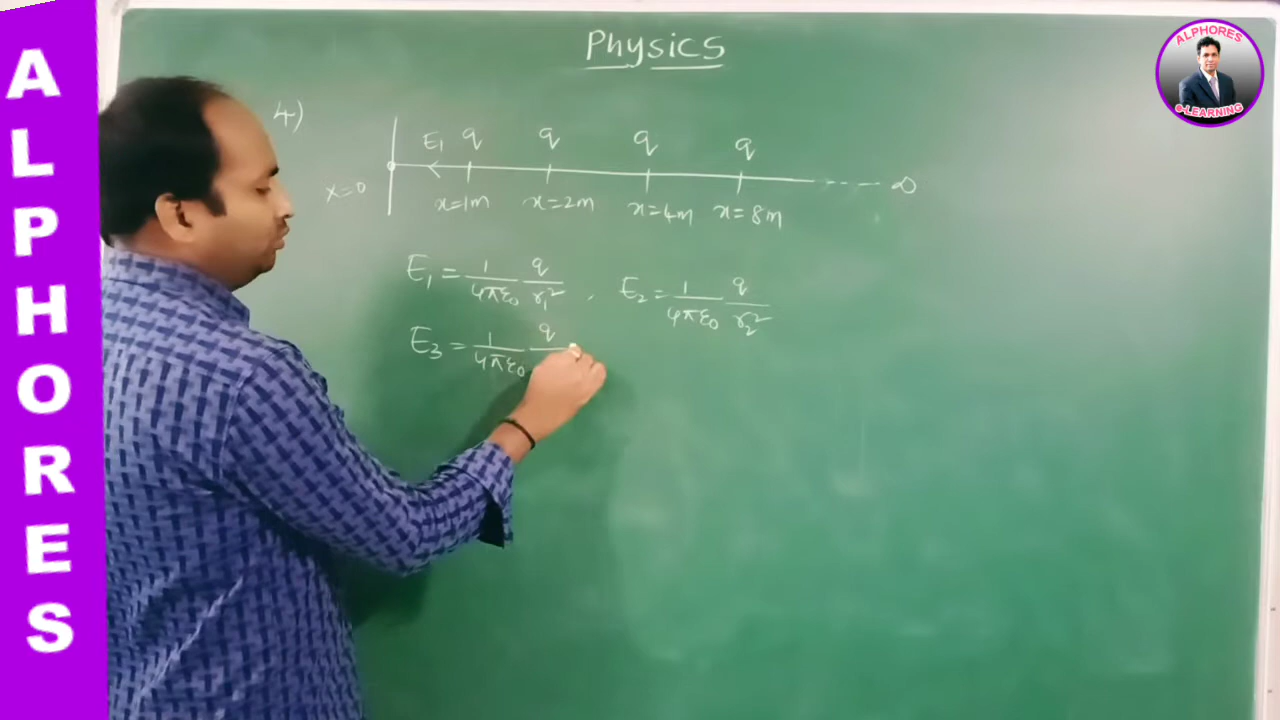 ALPHORES
Physics
ALPHORES
e-LEARNING
4)
E₁ q q q q
x=0 x=1m x=2m x=4m x=8m ---- ∞
E₁ = 1/4πε₀ q/r₁² , E₂ = 1/4πε₀ q/r₂²
E₃ = 1/4πε₀ q